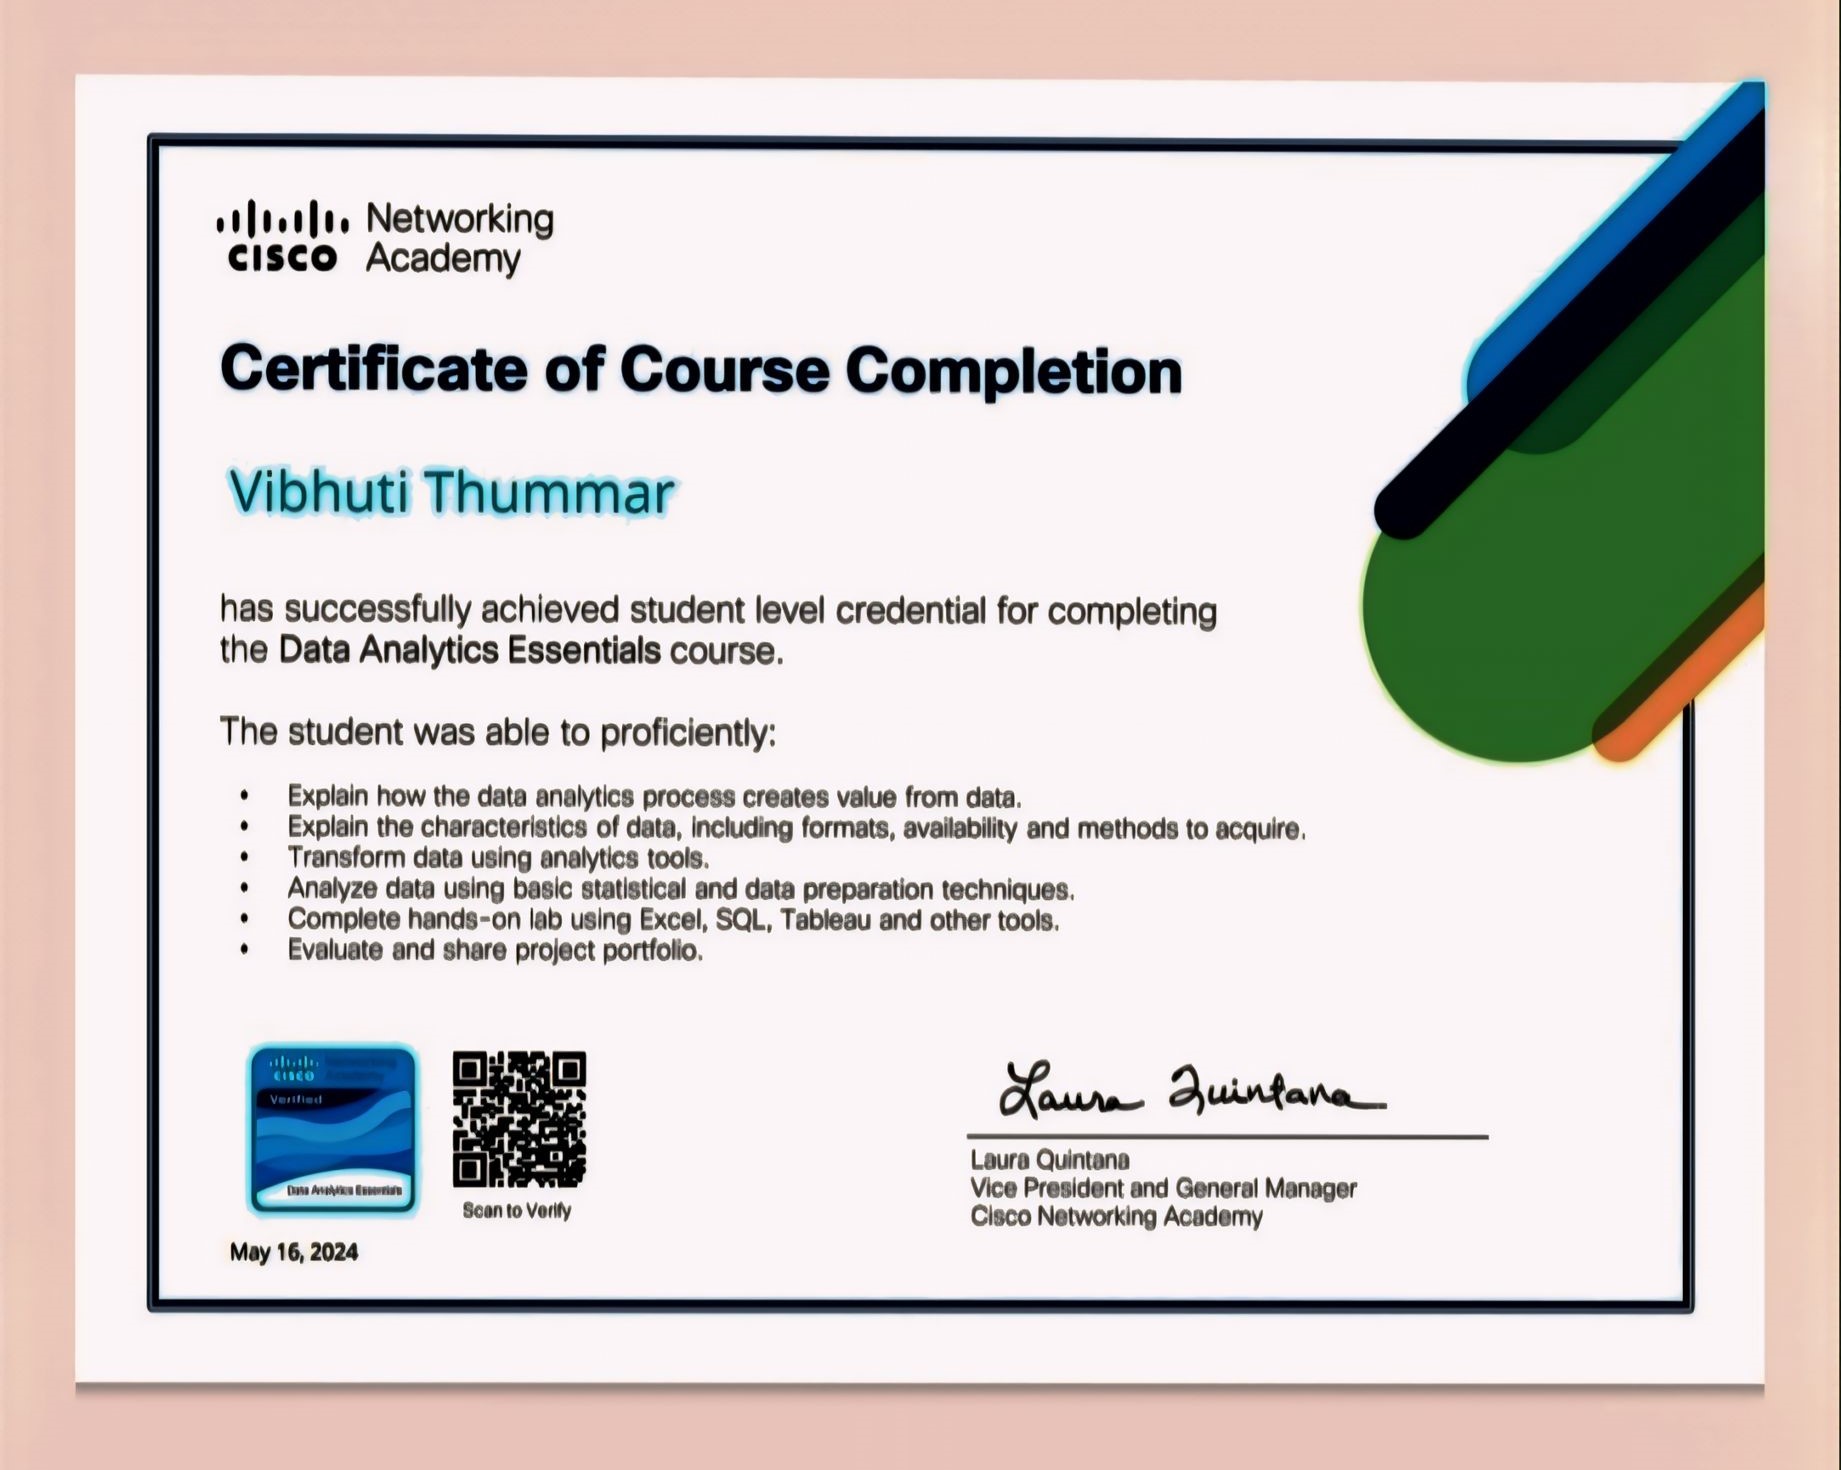 Networking
cisco Academy
Certificate of Course Completion
Vibhuti Thummar
has successfully achieved student level credential for completing
the Data Analytics Essentials course.
The student was able to proficiently:
• Explain how the data analytics process creates value from data.
• Explain the characteristics of data, including formats, availability and methods to acquire.
• Transform data using analytics tools.
• Analyze data using basic statistical and data preparation techniques.
• Complete hands-on lab using Excel, SQL, Tableau and other tools.
• Evaluate and share project portfolio.
Networking
cisco Academy
Verified
Data Analytics Essentials
Scan to Verify
May 16, 2024
Laura Quintana
Laura Quintana
Vice President and General Manager
Cisco Networking Academy